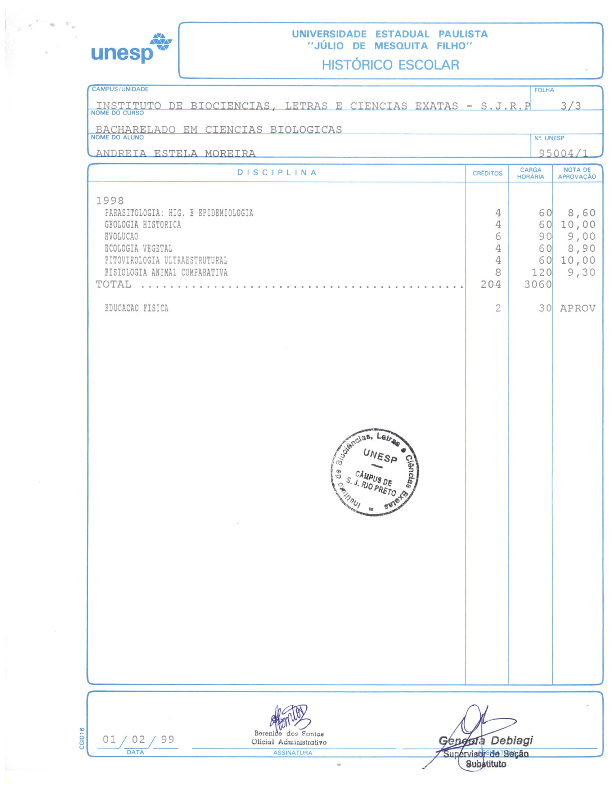 unesp
UNIVERSIDADE ESTADUAL PAULISTA
"JÚLIO DE MESQUITA FILHO"
HISTÓRICO ESCOLAR
CÂMPUS/UNIDADE
FOLHA
INSTITUTO DE BIOCIENCIAS, LETRAS E CIENCIAS EXATAS - S.J.R.P 3/3
NOME DO CURSO
BACHARELADO EM CIENCIAS BIOLOGICAS
NOME DO ALUNO
Nº UNESP
ANDREIA ESTELA MOREIRA 95004/1
DISCIPLINA CRÉDITOS CARGA HORÁRIA NOTA DE APROVAÇÃO
1998
PARASITOLOGIA: HIG. E EPIDEMIOLOGIA 4 60 8,60
GEOLOGIA HISTORICA 4 60 10,00
EVOLUCAO 6 90 9,00
ECOLOGIA VEGETAL 4 60 8,90
FITOVIROLOGIA ULTRAESTRUTURAL 4 60 10,00
FISIOLOGIA ANIMAL COMPARATIVA 8 120 9,30
TOTAL ............................................ 204 3060
EDUCACAO FISICA 2 30 APROV
Instituto de Biociências, Letras e Ciências Exatas
UNESP
CÂMPUS DE
S. J. RIO PRETO
01 / 02 / 99
DATA
Berenice dos Santos
Oficial Administrativo
ASSINATURA
Debiagi
Supervisor de Seção
Substituto